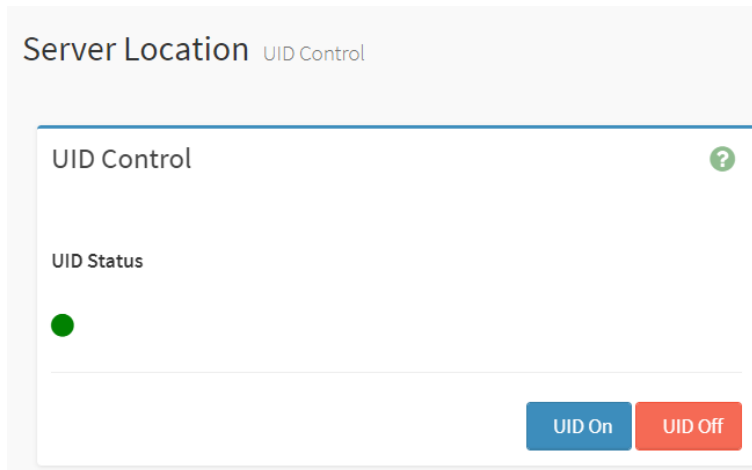 Server Location UID Control
UID Control
?
UID Status
UID On UID Off